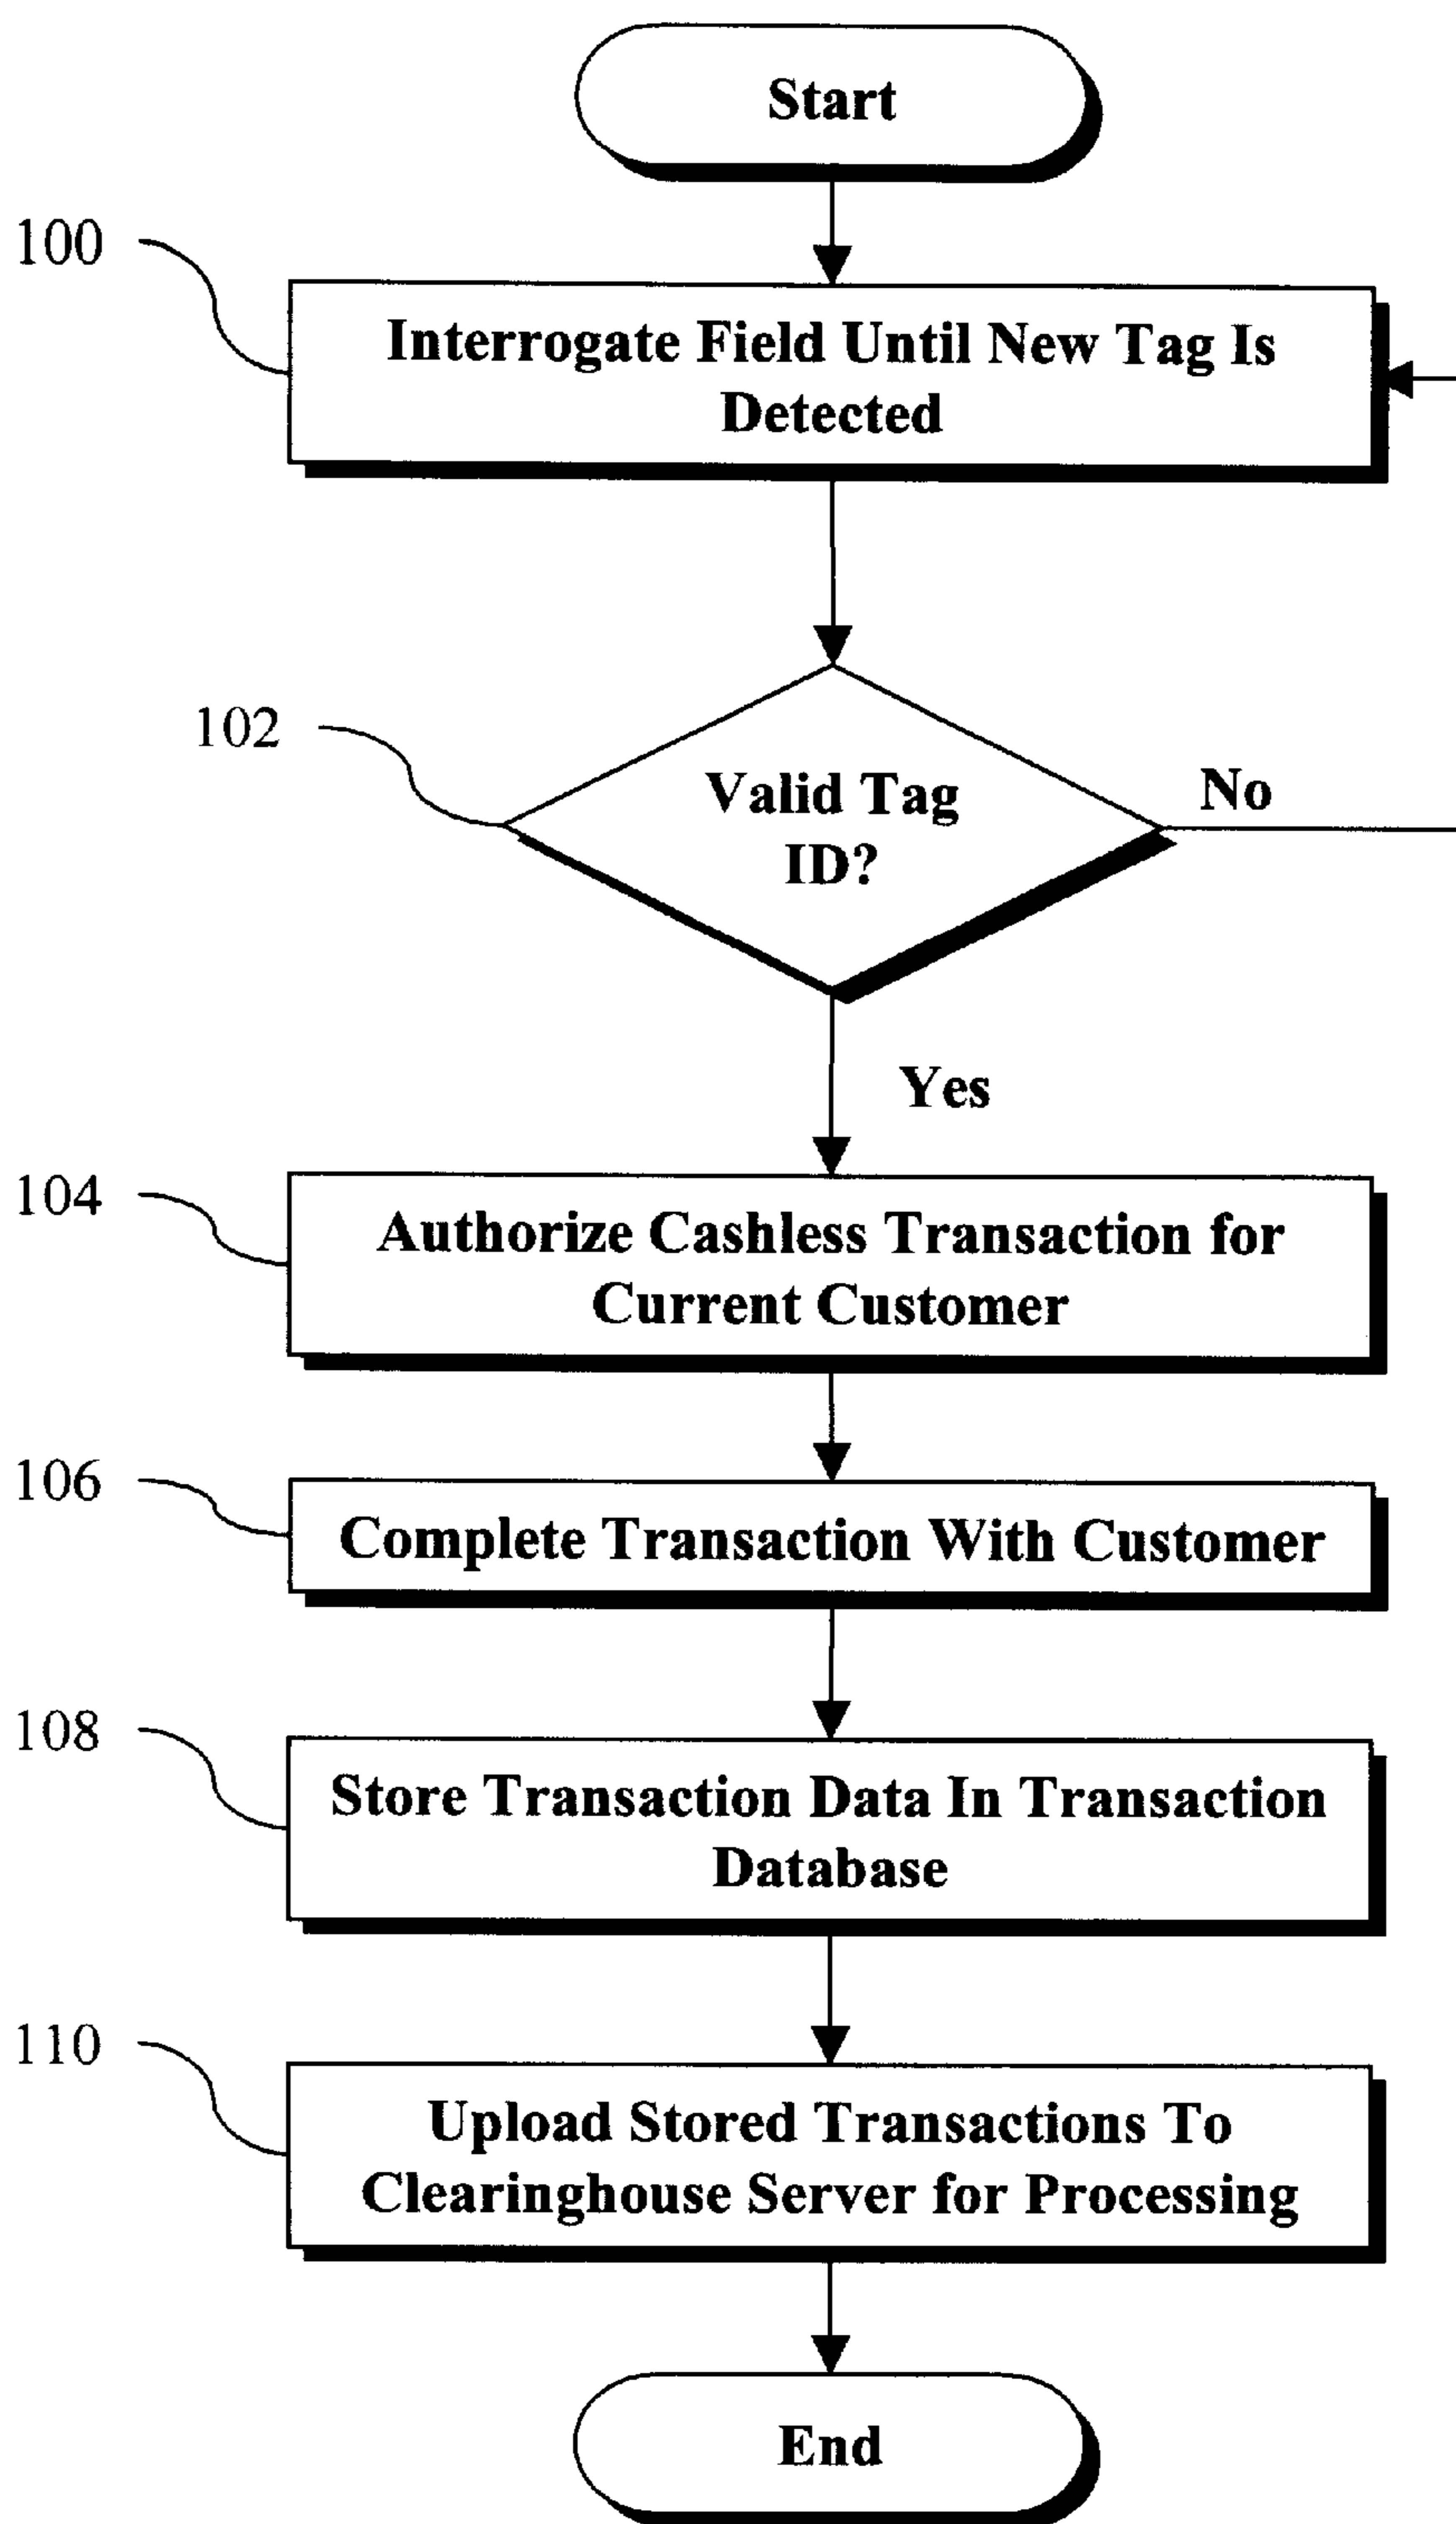 Start
100
Interrogate Field Until New Tag Is
Detected
102
Valid Tag
ID?
No
Yes
104
Authorize Cashless Transaction for
Current Customer
106
Complete Transaction With Customer
108
Store Transaction Data In Transaction
Database
110
Upload Stored Transactions To
Clearinghouse Server for Processing
End